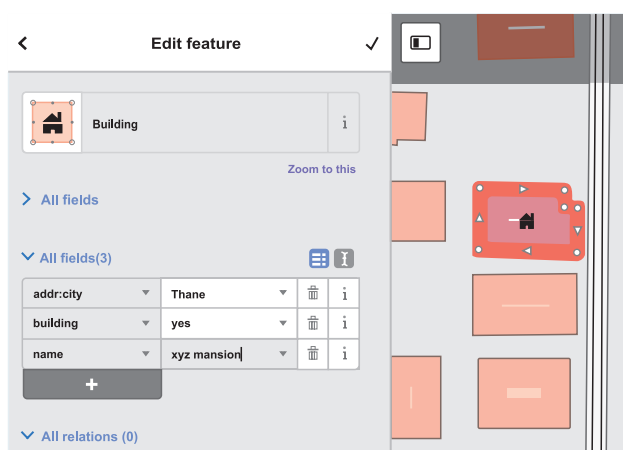 Edit feature
Building
i
Zoom to this
All fields
All fields(3)
addr:city Thane i
building yes i
name xyz mansion i
+
All relations (0)